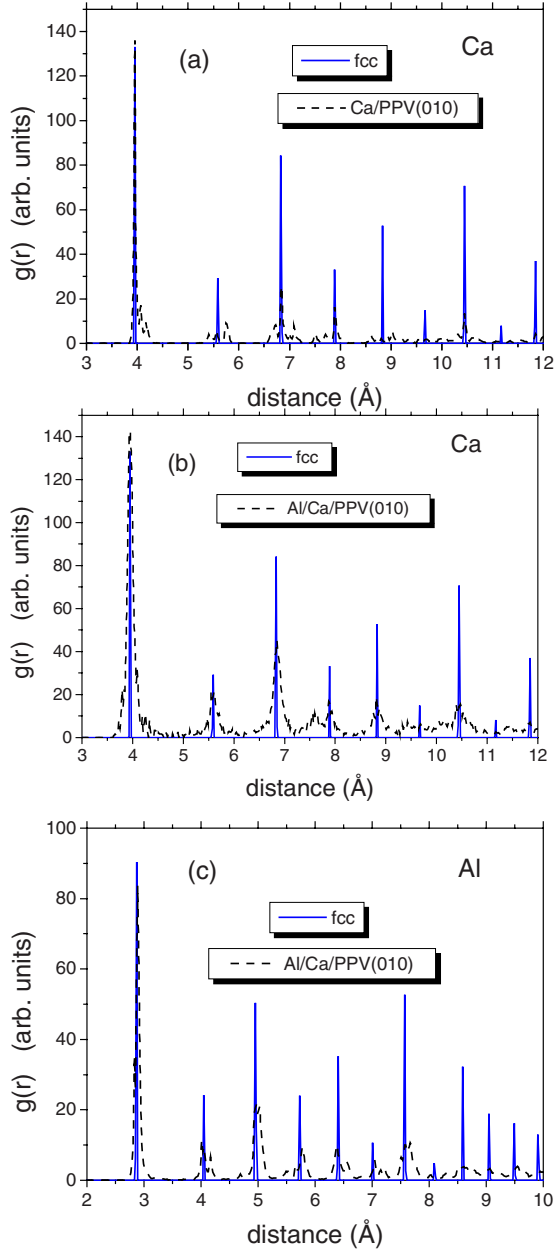 (a)
Ca
fcc
Ca/PPV(010)
g(r) (arb. units)
0
20
40
60
80
100
120
140
3 4 5 6 7 8 9 10 11 12
distance (Å)
(b)
Ca
fcc
Al/Ca/PPV(010)
g(r) (arb. units)
0
20
40
60
80
100
120
140
3 4 5 6 7 8 9 10 11 12
distance (Å)
(c)
Al
fcc
Al/Ca/PPV(010)
g(r) (arb. units)
0
20
40
60
80
100
2 3 4 5 6 7 8 9 10
distance (Å)